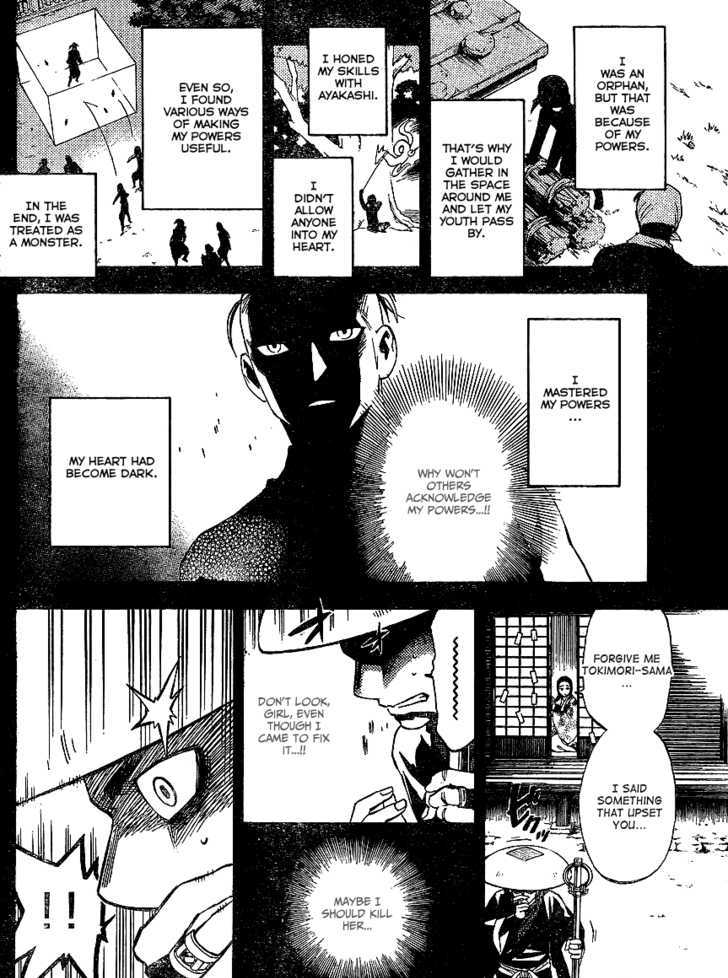 I
WAS AN
ORPHAN,
BUT THAT
WAS
BECAUSE
OF MY
POWERS.
THAT'S WHY
I WOULD
GATHER IN
THE SPACE
AROUND ME
AND LET MY
YOUTH PASS
BY.
I HONED
MY SKILLS
WITH
AYAKASHI.
I
DIDN'T
ALLOW
ANYONE
INTO MY
HEART.
EVEN SO,
I FOUND
VARIOUS WAYS
OF MAKING
MY POWERS
USEFUL.
IN THE
END, I WAS
TREATED AS
A MONSTER.
I
MASTERED
MY POWERS
...
WHY WON'T
OTHERS
ACKNOWLEDGE
MY POWERS...!!
MY HEART HAD
BECOME DARK.
FORGIVE ME
TOKIMORI-SAMA
...
I SAID
SOMETHING
THAT UPSET
YOU...
DON'T LOOK,
GIRL, EVEN
THOUGH I
CAME TO FIX
IT...!!
MAYBE I
SHOULD KILL
HER...
!!